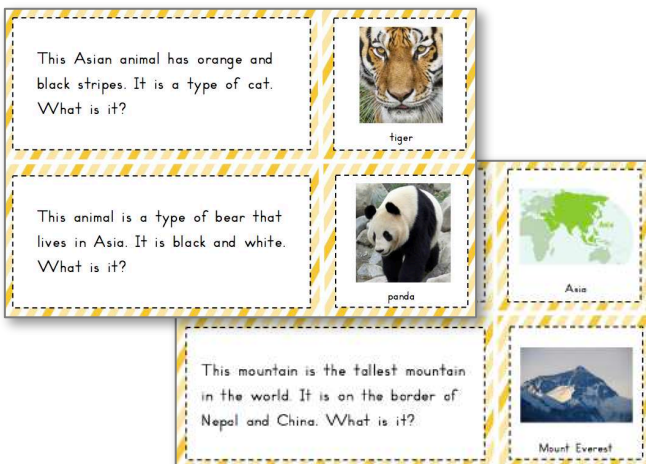 This Asian animal has orange and
black stripes. It is a type of cat.
What is it?
tiger
This animal is a type of bear that
lives in Asia. It is black and white.
What is it?
panda
Asia
Asia
This mountain is the tallest mountain
in the world. It is on the border of
Nepal and China. What is it?
Mount Everest